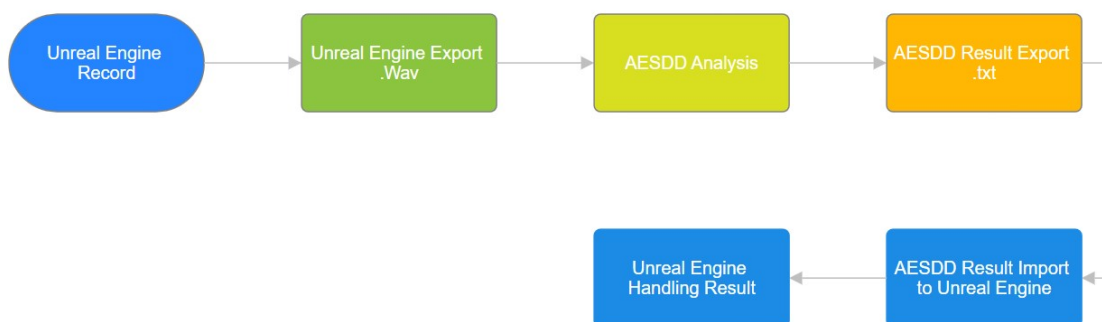 Unreal Engine
Record
Unreal Engine Export
.Wav
AESDD Analysis
AESDD Result Export
.txt
Unreal Engine
Handling Result
AESDD Result Import
to Unreal Engine